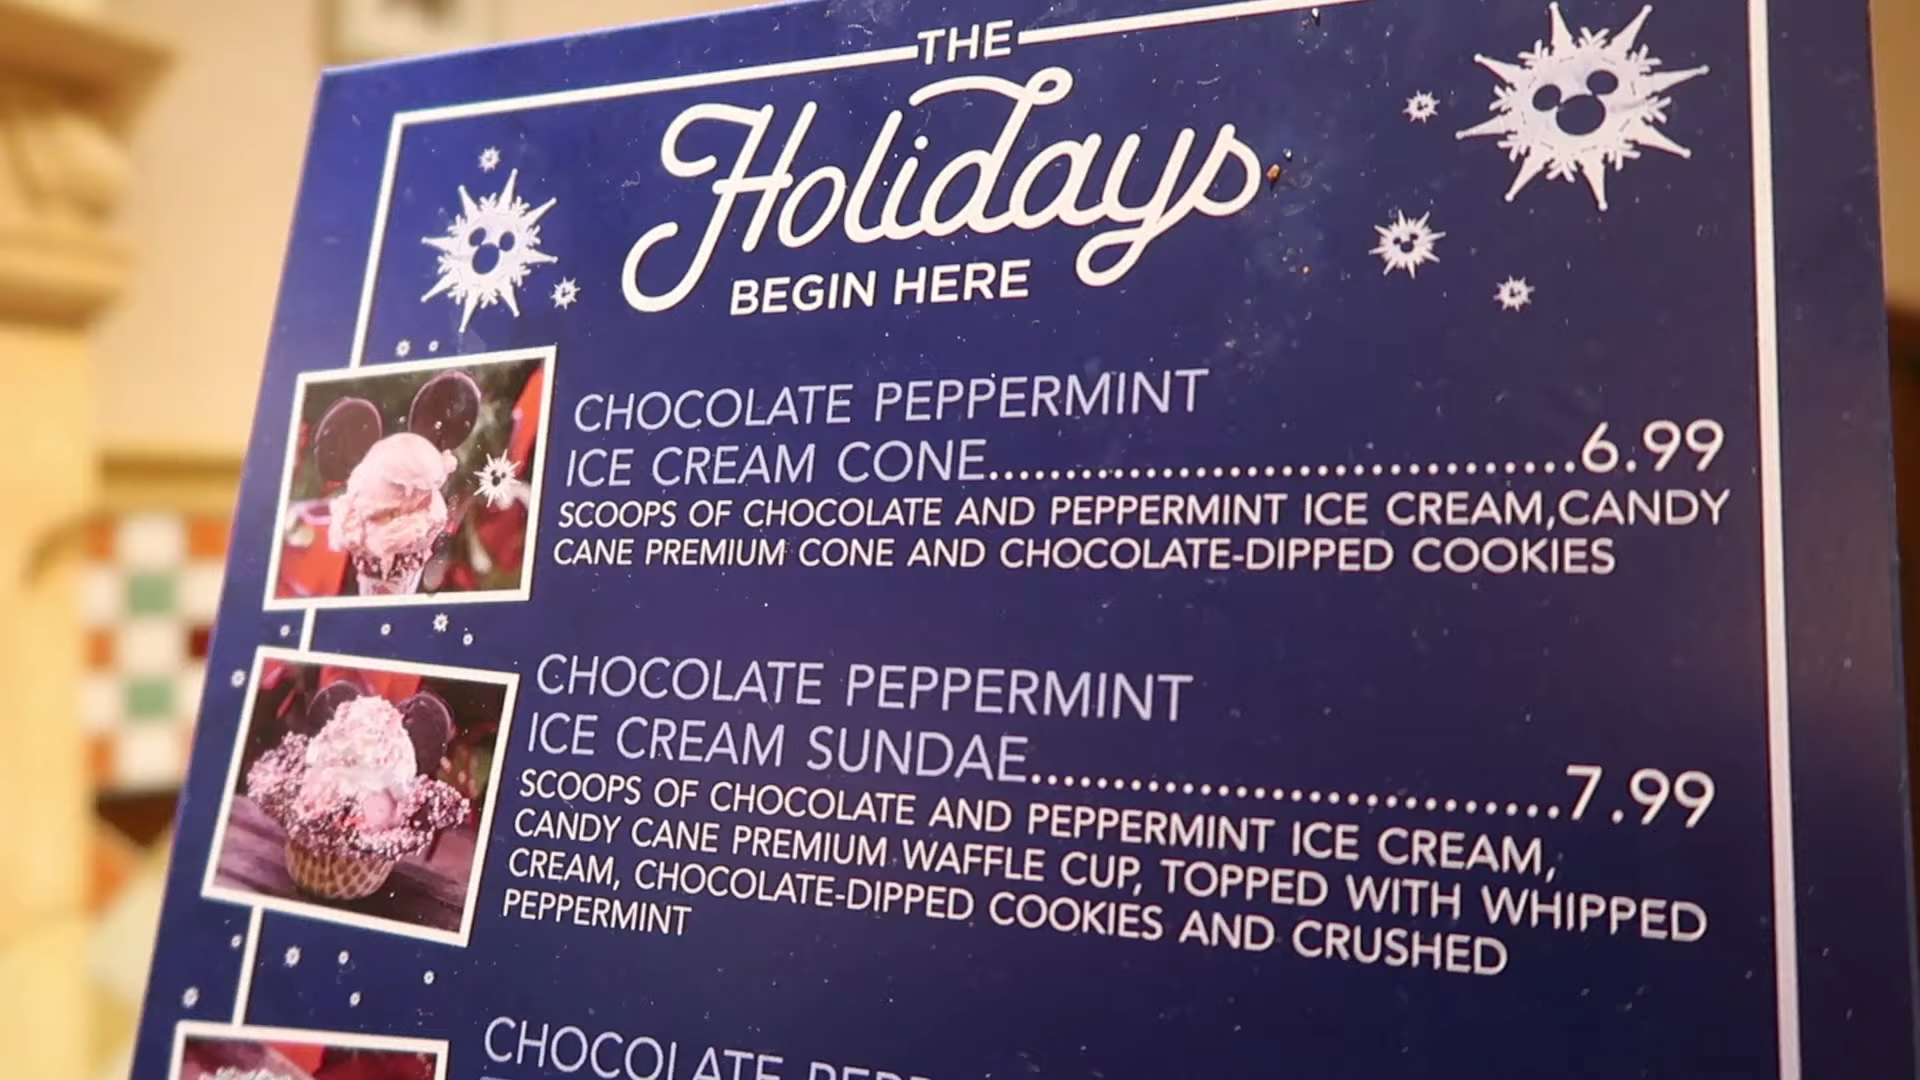 THE
Holidays
BEGIN HERE
CHOCOLATE PEPPERMINT
ICE CREAM CONE..............................6.99
SCOOPS OF CHOCOLATE AND PEPPERMINT ICE CREAM,CANDY
CANE PREMIUM CONE AND CHOCOLATE-DIPPED COOKIES
CHOCOLATE PEPPERMINT
ICE CREAM SUNDAE..............................7.99
SCOOPS OF CHOCOLATE AND PEPPERMINT ICE CREAM,
CANDY CANE PREMIUM WAFFLE CUP, TOPPED WITH WHIPPED
CREAM, CHOCOLATE-DIPPED COOKIES AND CRUSHED
PEPPERMINT
CHOCOLATE